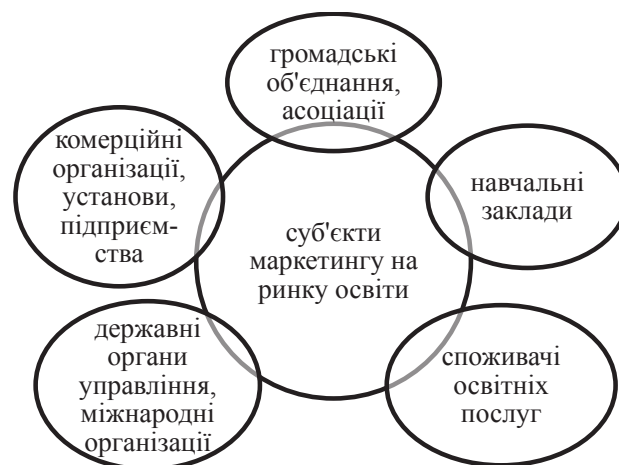 громадські
об'єднання,
асоціації
комерційні
організації,
установи,
підприєм-
ства
навчальні
заклади
суб'єкти
маркетингу на
ринку освіти
державні
органи
управління,
міжнародні
організації
споживачі
освітніх
послуг